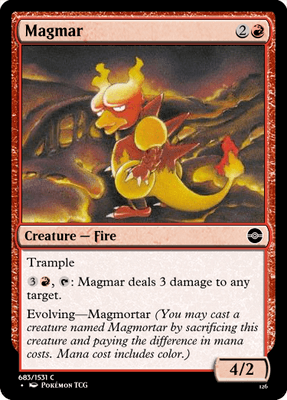 Magmar 2
Creature — Fire
Trample
3, : Magmar deals 3 damage to any
target.
Evolving—Magmortar (You may cast
a creature named Magmortar by sacrificing this
creature and paying the difference in mana
costs. Mana cost includes color.)
4/2
683/1531 C
• Pokémon TCG
126